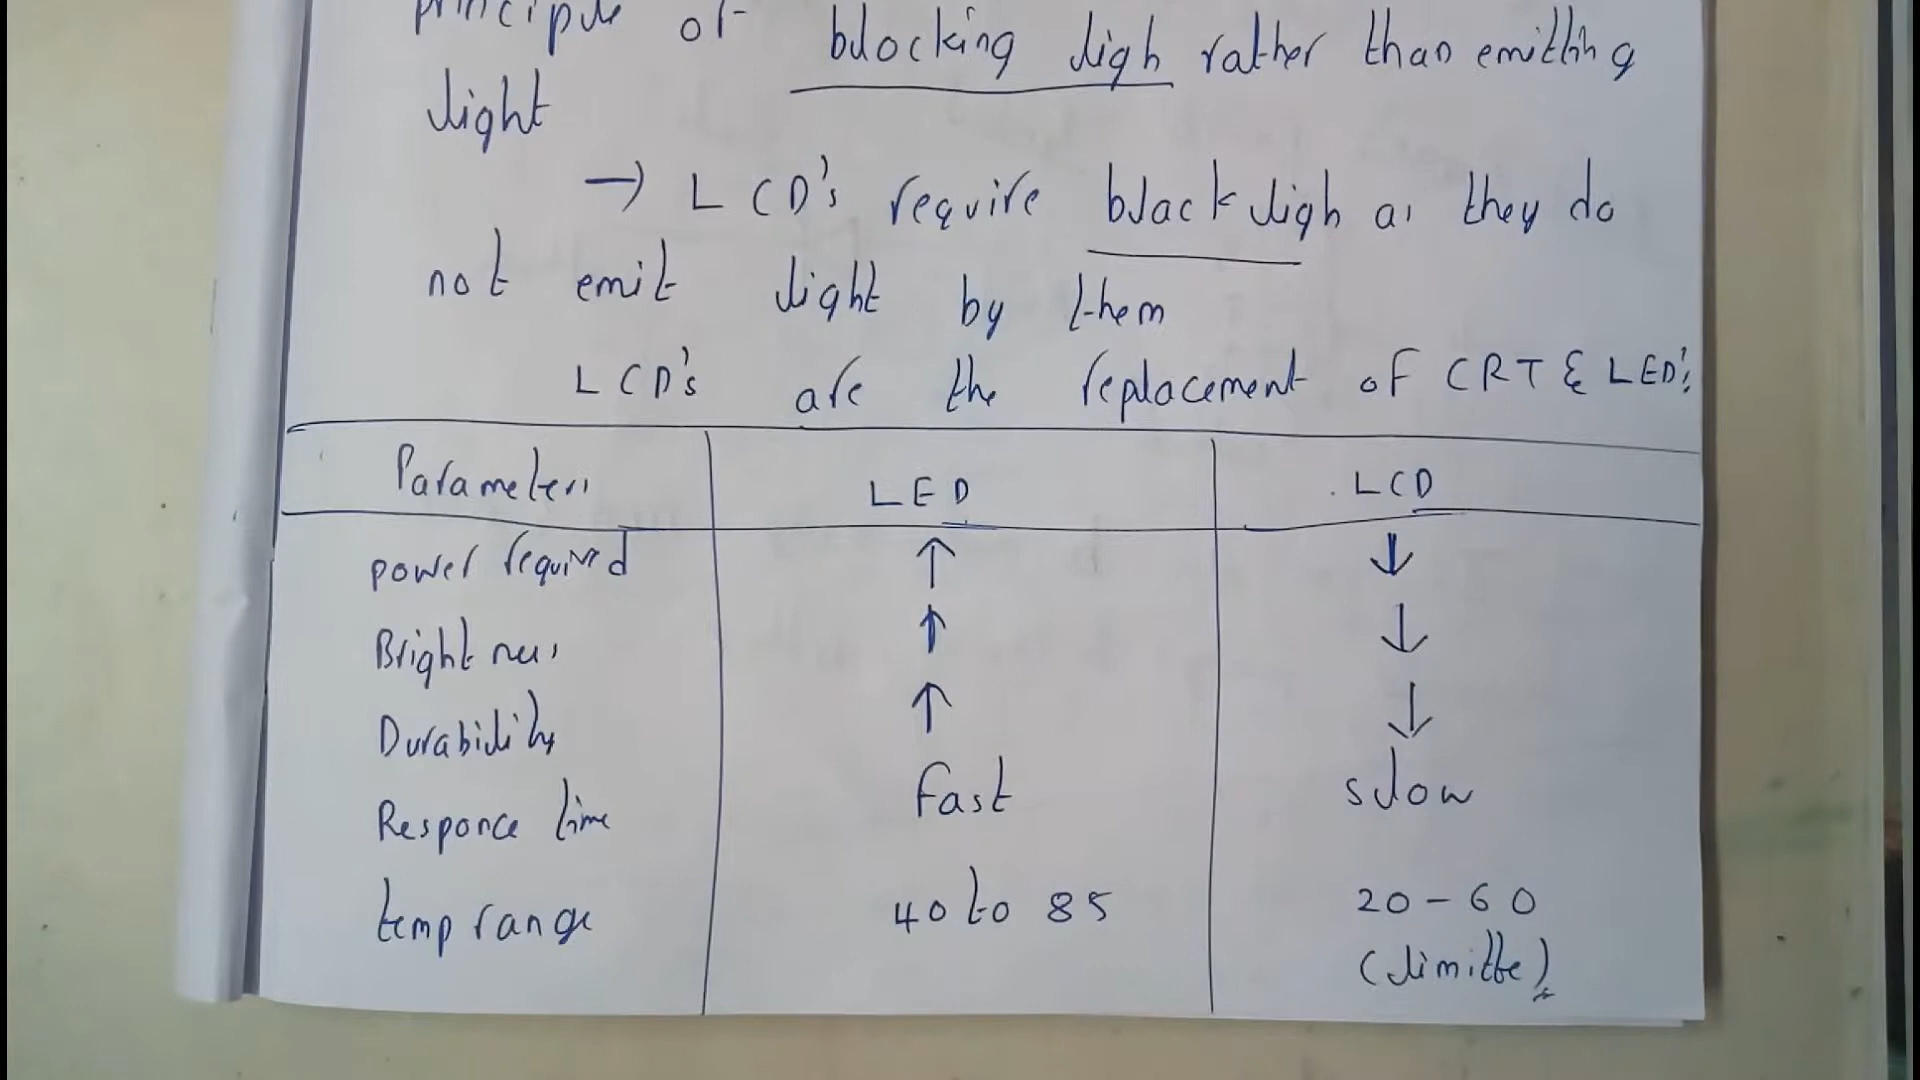 principle of blocking ligh rather than emitting
light
→ LCD's require back ligh as they do
not emit light by them
LCD's are the replacement of CRT & LED's
Parameters LED LCD
power required ↑ ↓
Brightness ↑ ↓
Durability ↑ ↓
Responce time Fast slow
temp range 40 to 85 20-60
(limitte)